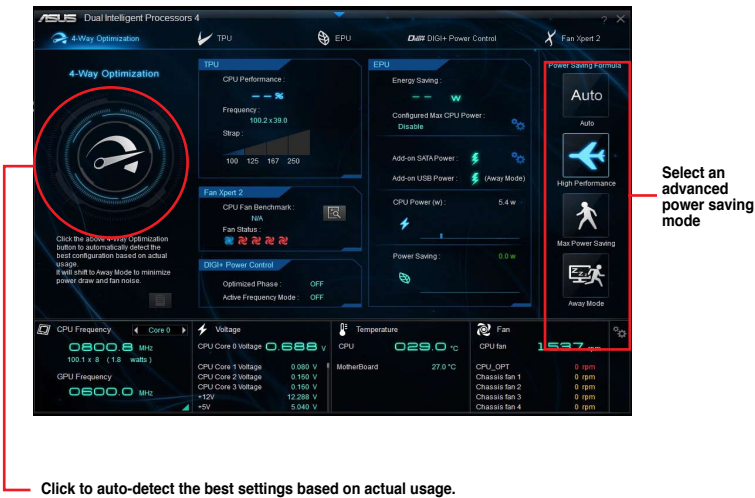 ASUS Dual Intelligent Processors 4
? X
4-Way Optimization
TPU
EPU
DIGI+ DIGI+ Power Control
Fan Xpert 2
4-Way Optimization
Click the above 4-Way Optimization
button to automatically detect the
best configuration based on actual
usage.
It will shift to Away Mode to minimize
power draw and fan noise.
TPU
CPU Performance :
-- %
Frequency :
100.2 x39.0
Strap :
100 125 167 250
Fan Xpert 2
CPU Fan Benchmark :
N/A
Fan Status :
DIGI+ Power Control
Optimized Phase : OFF
Active Frequency Mode : OFF
EPU
Energy Saving :
-- w
Configured Max CPU Power :
Disable
Add-on SATA Power :
Add-on USB Power : (Away Mode)
CPU Power (w) : 5.4 w
Power Saving : 0.0 w
Power Saving Formula
Auto
Auto
High Performance
Max Power Saving
Away Mode
Select an
advanced
power saving
mode
CPU Frequency Core 0
0800.8 MHz
100.1 x 8 (1.8 watts)
GPU Frequency
0600.0 MHz
Voltage
CPU Core 0 Voltage 0.688 V
CPU Core 1 Voltage 0.080 V
CPU Core 2 Voltage 0.160 V
CPU Core 3 Voltage 0.160 V
+12V 12.288 V
+5V 5.040 V
Temperature
CPU 029.0 °C
MotherBoard 27.0 °C
Fan
CPU fan 1537 rpm
CPU_OPT 0 rpm
Chassis fan 1 0 rpm
Chassis fan 2 0 rpm
Chassis fan 3 0 rpm
Chassis fan 4 0 rpm
Click to auto-detect the best settings based on actual usage.